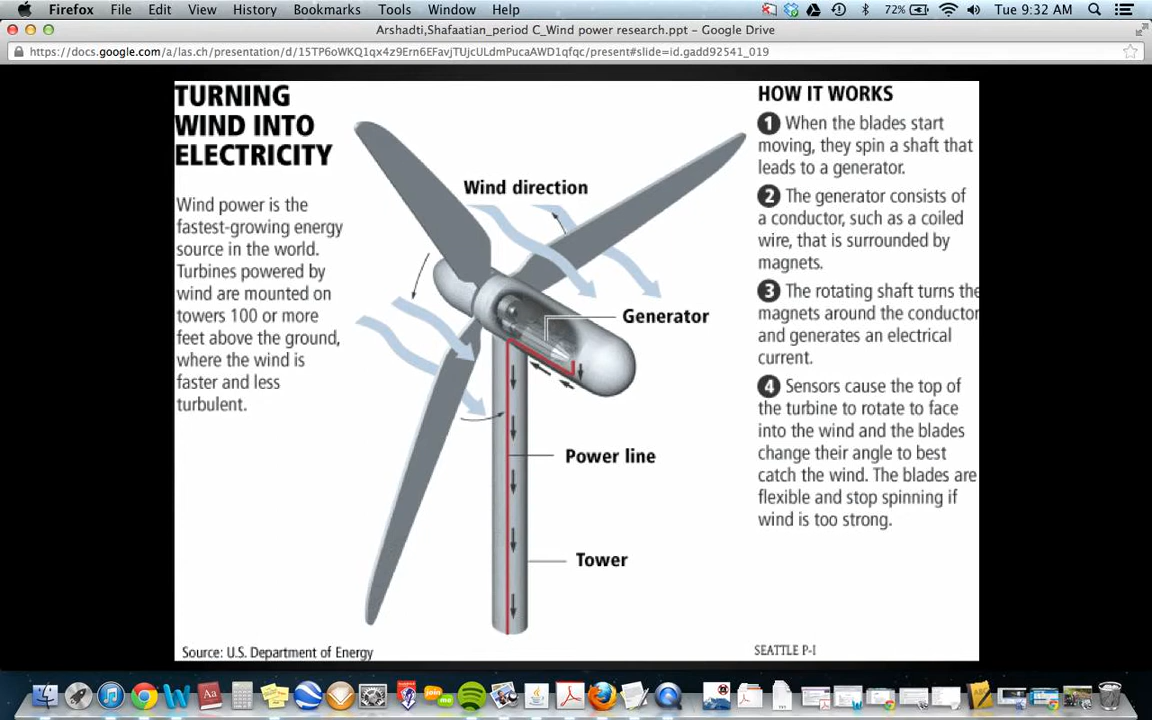 Firefox File Edit View History Bookmarks Tools Window Help 72% Tue 9:32 AM
Arshadti,Shafaatian_period C_Wind power research.ppt - Google Drive
https://docs.google.com/a/las.ch/presentation/d/15TP6oWKQ1qx4z9Ern6EFavjTUjcULdmPucaAWD1qfqc/present#slide=id.gadd92541_019
TURNING
WIND INTO
ELECTRICITY
Wind power is the
fastest-growing energy
source in the world.
Turbines powered by
wind are mounted on
towers 100 or more
feet above the ground,
where the wind is
faster and less
turbulent.
Wind direction
Generator
Power line
Tower
HOW IT WORKS
1 When the blades start
moving, they spin a shaft that
leads to a generator.
2 The generator consists of
a conductor, such as a coiled
wire, that is surrounded by
magnets.
3 The rotating shaft turns the
magnets around the conductor
and generates an electrical
current.
4 Sensors cause the top of
the turbine to rotate to face
into the wind and the blades
change their angle to best
catch the wind. The blades are
flexible and stop spinning if
wind is too strong.
Source: U.S. Department of Energy
SEATTLE P-I